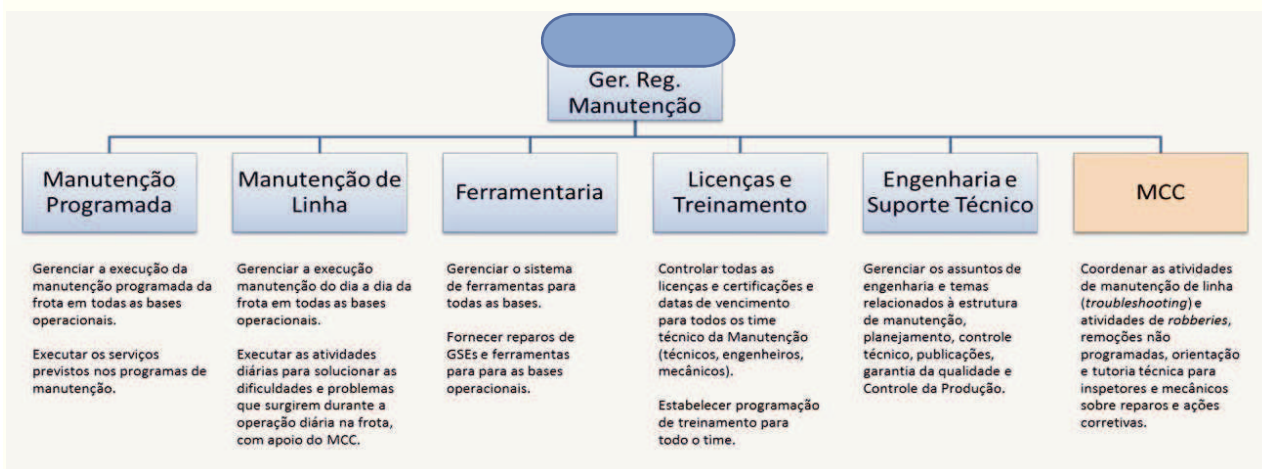 Ger. Reg.
Manutenção
Manutenção
Programada
Manutenção de
Linha
Ferramentaria
Licenças e
Treinamento
Engenharia e
Suporte Técnico
MCC
Gerenciar a execução da
manutenção programada da
frota em todas as bases
operacionais.
Executar os serviços
previstos nos programas de
manutenção.
Gerenciar a execução
manutenção do dia a dia da
frota em todas as bases
operacionais.
Executar as atividades
diárias para solucionar as
dificuldades e problemas
que surgirem durante a
operação diária na frota,
com apoio do MCC.
Gerenciar o sistema
de ferramentas para
todas as bases.
Fornecer reparos de
GSEs e ferramentas
para para as bases
operacionais.
Controlar todas as
licenças e certificações e
datas de vencimento
para todos os time
técnico da Manutenção
(técnicos, engenheiros,
mecânicos).
Estabelecer programação
de treinamento para
todo o time.
Gerenciar os assuntos de
engenharia e temas
relacionados à estrutura
de manutenção,
planejamento, controle
técnico, publicações,
garantia da qualidade e
Controle da Produção.
Coordenar as atividades
de manutenção de linha
(troubleshooting) e
atividades de robberies,
remoções não
programadas, orientação
e tutoria técnica para
inspetores e mecânicos
sobre reparos e ações
corretivas.